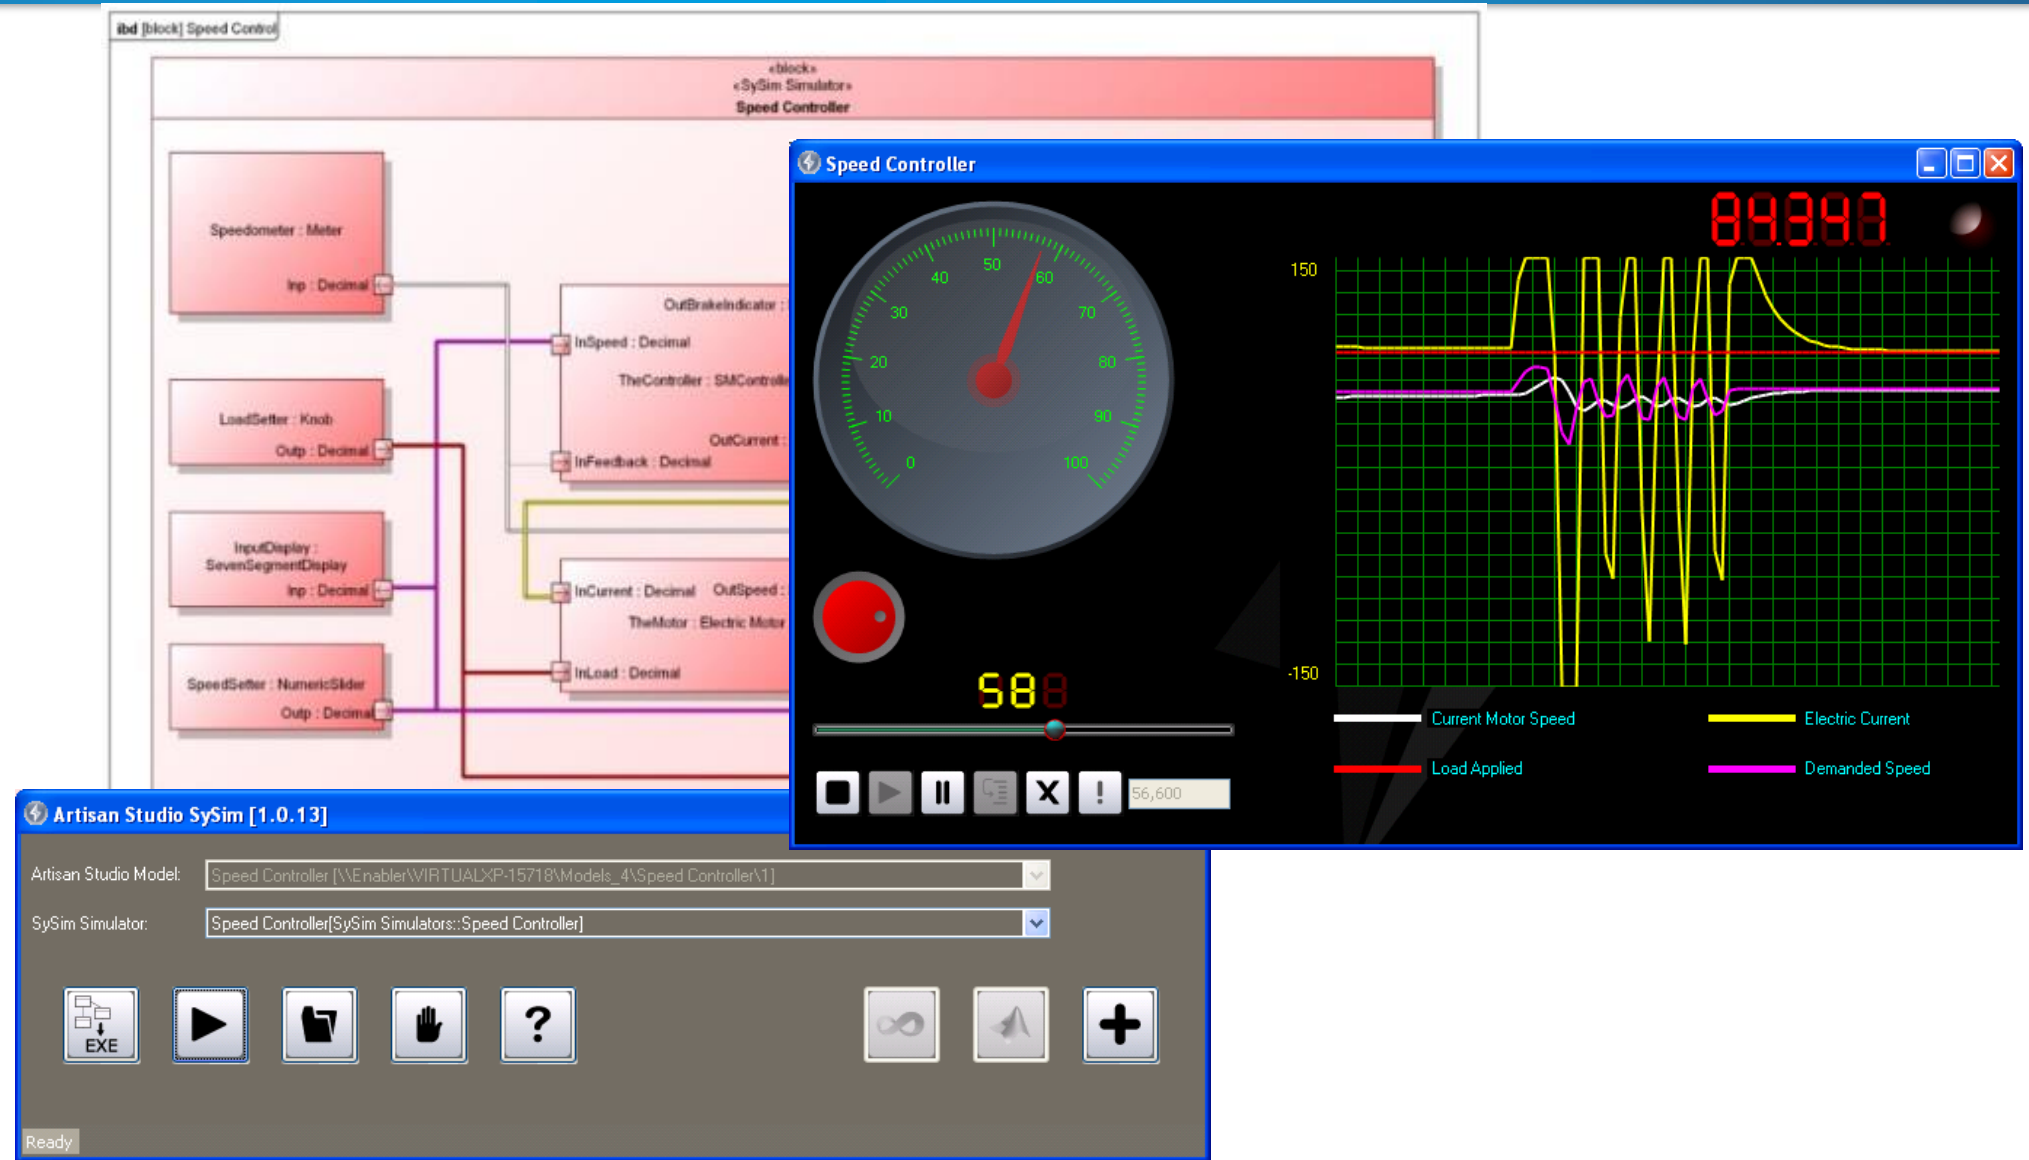 ibd [block] Speed Control
«block»
«SySim Simulator»
Speed Controller
Speedometer : Meter
Inp : Decimal
LoadSetter : Knob
Outp : Decimal
InputDisplay :
SevenSegmentDisplay
Inp : Decimal
SpeedSetter : NumericSlider
Outp : Decimal
OutBrakeIndicator :
InSpeed : Decimal
TheController : SMControlle
OutCurrent :
InFeedback : Decimal
InCurrent : Decimal OutSpeed :
TheMotor : Electric Motor
InLoad : Decimal
Speed Controller
0
10
20
30
40
50
60
70
80
90
100
58
56,600
84.347
150
-150
Current Motor Speed
Electric Current
Load Applied
Demanded Speed
Artisan Studio SySim [1.0.13]
Artisan Studio Model:
Speed Controller [\\Enabler\VIRTUALXP-15718\Models_4\Speed Controller\1]
SySim Simulator:
Speed Controller[SySim Simulators::Speed Controller]
EXE
?
Ready